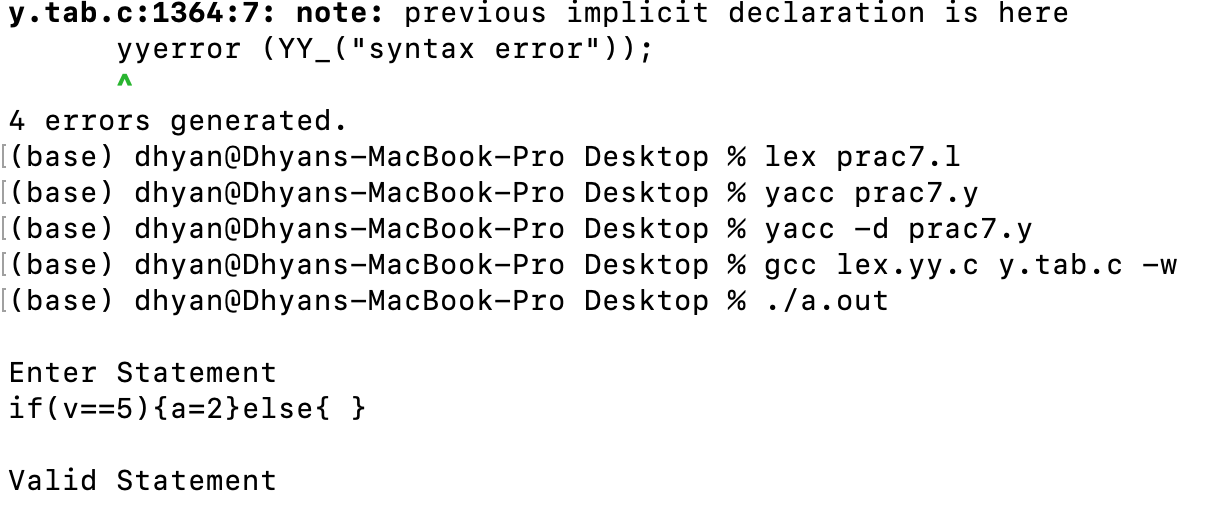 y.tab.c:1364:7: note: previous implicit declaration is here
      yyerror (YY_("syntax error"));
      ^
4 errors generated.
[(base) dhyan@Dhyans-MacBook-Pro Desktop % lex prac7.l
[(base) dhyan@Dhyans-MacBook-Pro Desktop % yacc prac7.y
[(base) dhyan@Dhyans-MacBook-Pro Desktop % yacc -d prac7.y
[(base) dhyan@Dhyans-MacBook-Pro Desktop % gcc lex.yy.c y.tab.c -w
[(base) dhyan@Dhyans-MacBook-Pro Desktop % ./a.out

Enter Statement
if(v==5){a=2}else{ }

Valid Statement